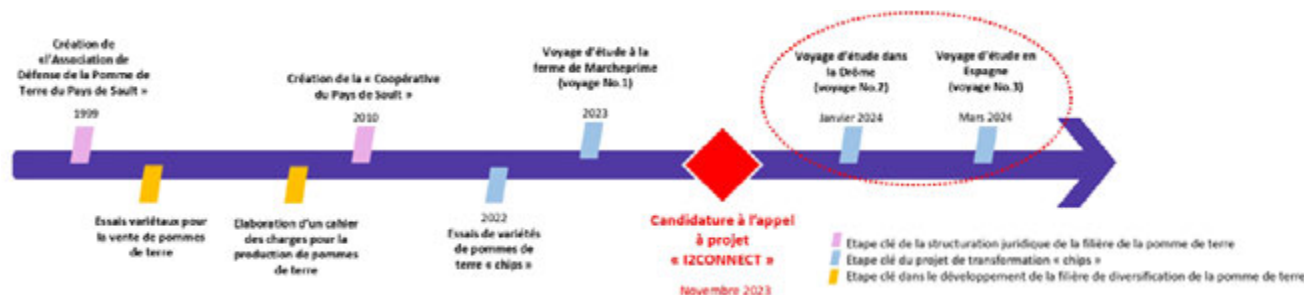 Création de
«l'Association de
Défense de la Pomme de
Terre du Pays de Sault »
1999
Essais variétaux pour
la vente de pommes
de terre
Elaboration d'un cahier
des charges pour la
production de pommes
de terre
Création de la « Coopérative
du Pays de Sault »
2010
2022
Essais de variétés
de pommes de
terre « chips »
Voyage d'étude à la
ferme de Marcheprime
(voyage No.1)
2023
Candidature à l'appel
à projet
« I2CONNECT »
Novembre 2023
Voyage d'étude dans
la Drôme
(voyage No.2)
Janvier 2024
Voyage d'étude en
Espagne
(voyage No.3)
Mars 2024
Etape clé de la structuration juridique de la filière de la pomme de terre
Etape clé du projet de transformation « chips »
Etape clé dans le développement de la filière de diversification de la pomme de terre